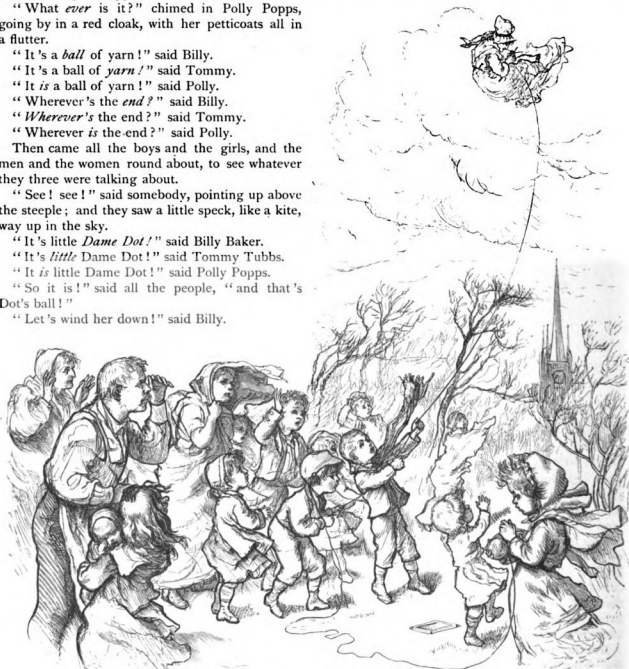 "What ever is it?" chimed in Polly Popps,
going by in a red cloak, with her petticoats all in
a flutter.
"It's a ball of yarn!" said Billy.
"It's a ball of yarn!" said Tommy.
"It is a ball of yarn!" said Polly.
"Wherever's the end?" said Billy.
"Wherever's the end?" said Tommy.
"Wherever is the end?" said Polly.
Then came all the boys and the girls, and the
men and the women round about, to see whatever
they three were talking about.
"See! see!" said somebody, pointing up above
the steeple; and they saw a little speck, like a kite,
way up in the sky.
"It's little Dame Dot!" said Billy Baker.
"It's little Dame Dot!" said Tommy Tubbs.
"It is little Dame Dot!" said Polly Popps.
"So it is!" said all the people, "and that's
Dot's ball!"
"Let's wind her down!" said Billy.